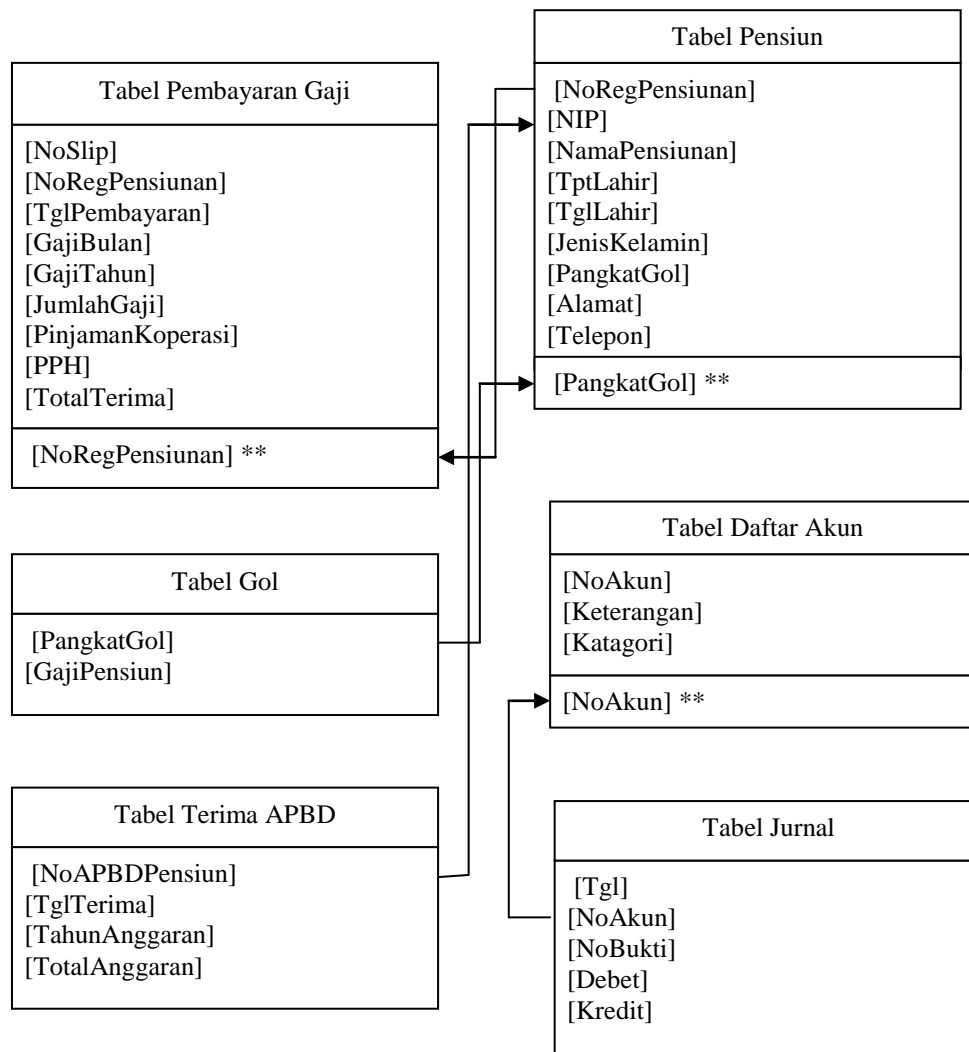 Tabel Pensiun
[NoRegPensiunan]
[NIP]
[NamaPensiunan]
[TptLahir]
[TglLahir]
[JenisKelamin]
[PangkatGol]
[Alamat]
[Telepon]
[PangkatGol] **
Tabel Pembayaran Gaji
[NoSlip]
[NoRegPensiunan]
[TglPembayaran]
[GajiBulan]
[GajiTahun]
[JumlahGaji]
[PinjamanKoperasi]
[PPH]
[TotalTerima]
[NoRegPensiunan] **
Tabel Gol
[PangkatGol]
[GajiPensiun]
Tabel Daftar Akun
[NoAkun]
[Keterangan]
[Katagori]
[NoAkun] **
Tabel Terima APBD
[NoAPBDPensiun]
[TglTerima]
[TahunAnggaran]
[TotalAnggaran]
Tabel Jurnal
[Tgl]
[NoAkun]
[NoBukti]
[Debet]
[Kredit]